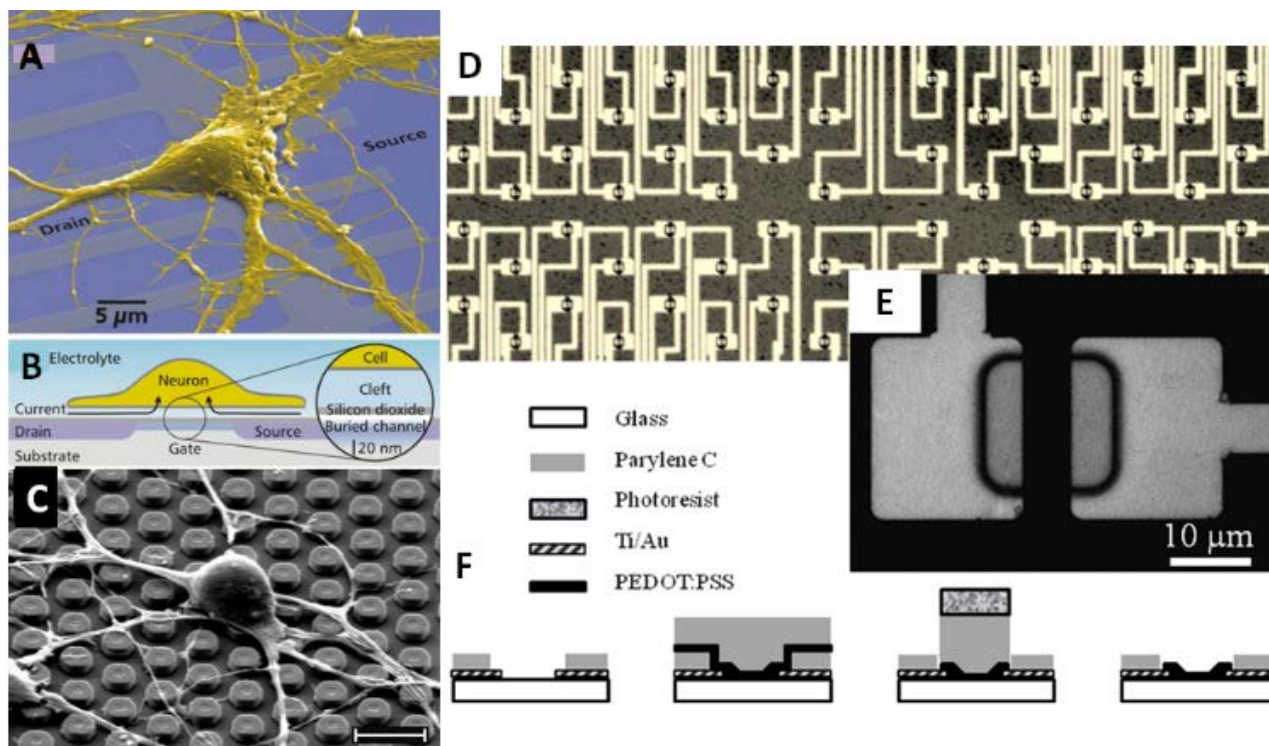 A
Source
Drain
5 μm
B
Electrolyte
Neuron
Current
Drain
Source
Substrate
Gate
Cell
Cleft
Silicon dioxide
Buried channel
20 nm
C
D
E
10 μm
F
Glass
Parylene C
Photoresist
Ti/Au
PEDOT:PSS